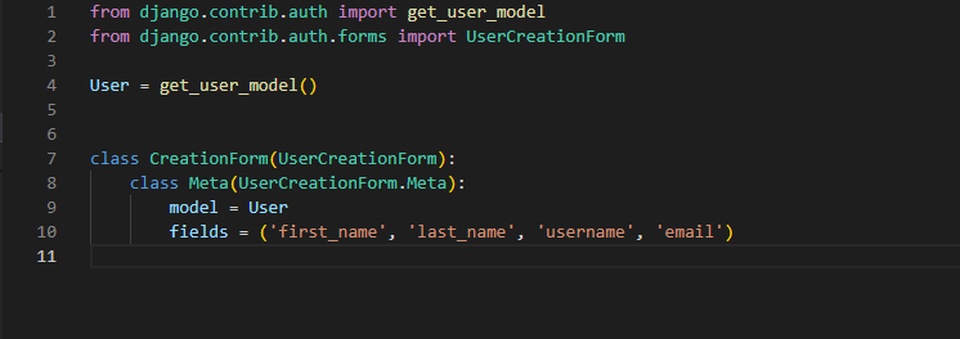 1 from django.contrib.auth import get_user_model
2 from django.contrib.auth.forms import UserCreationForm
3
4 User = get_user_model()
5
6
7 class CreationForm(UserCreationForm):
8     class Meta(UserCreationForm.Meta):
9         model = User
10         fields = ('first_name', 'last_name', 'username', 'email')
11